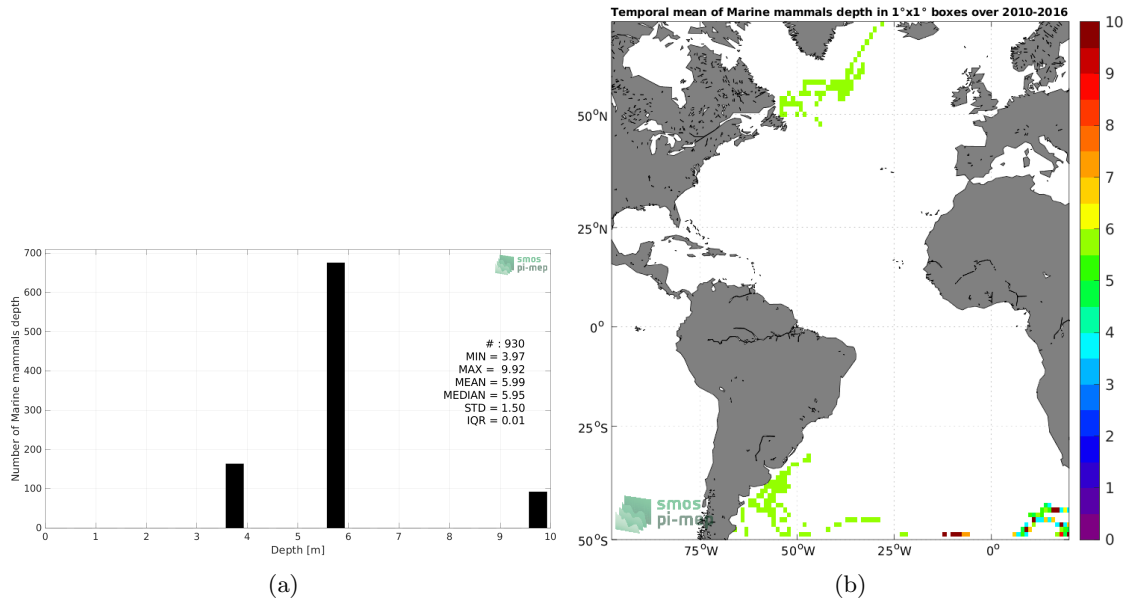 700
600
500
400
300
200
100
0
Number of Marine mammals depth
smos
pi-mep
# : 930
MIN = 3.97
MAX = 9.92
MEAN = 5.99
MEDIAN = 5.95
STD = 1.50
IQR = 0.01
0 1 2 3 4 5 6 7 8 9 10
Depth [m]
(a)
Temporal mean of Marine mammals depth in 1°x1° boxes over 2010-2016
50°N
25°N
0°
25°S
50°S
smos
pi-mep
75°W 50°W 25°W 0°
10
9
8
7
6
5
4
3
2
1
0
(b)